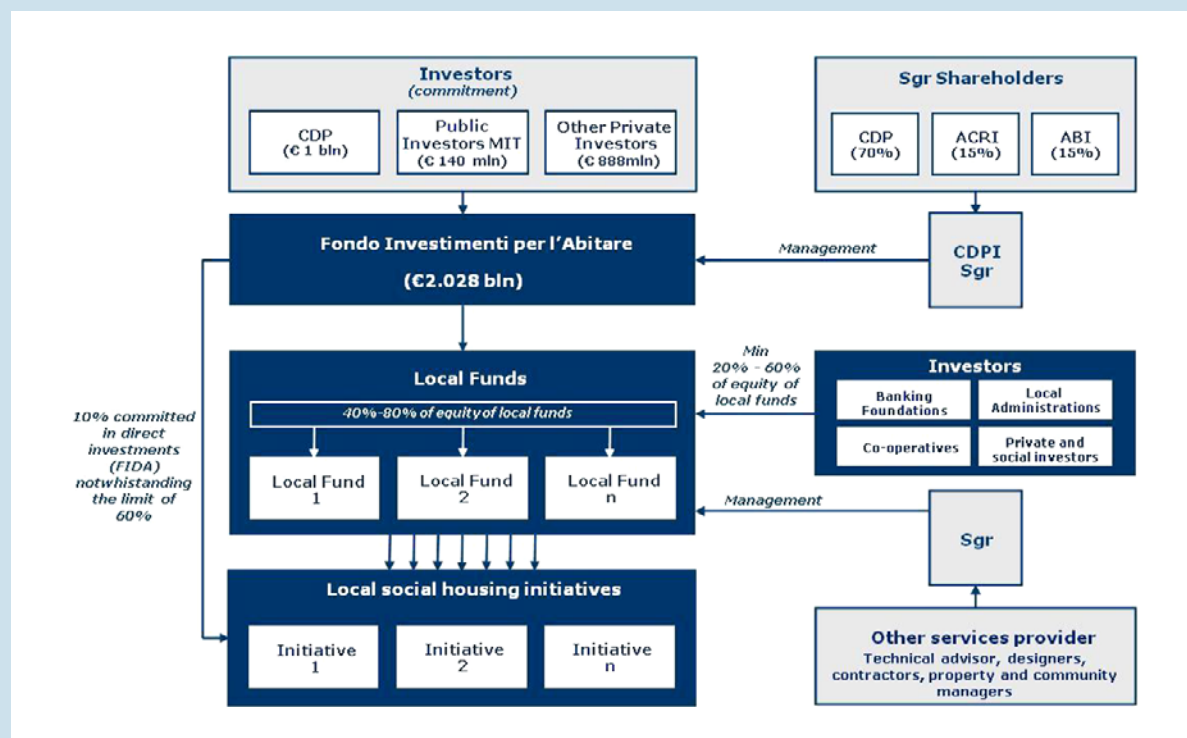 Investors
(commitment)
CDP
(€ 1 bln)
Public
Investors MIT
(€ 140 mln)
Other Private
Investors
(€ 888mln)
Sgr Shareholders
CDP
(70%)
ACRI
(15%)
ABI
(15%)
Fondo Investimenti per l'Abitare
(€2.028 bln)
Management
CDPI
Sgr
Local Funds
40%-80% of equity of local funds
Local Fund
1
Local Fund
2
Local Fund
n
Min
20% - 60%
of equity of
local funds
Investors
Banking
Foundations
Local
Administrations
Co-operatives
Private and
social investors
10% committed
in direct
investments
(FIDA)
notwhistanding
the limit of
60%
Management
Sgr
Local social housing initiatives
Initiative
1
Initiative
2
Initiative
n
Other services provider
Technical advisor, designers,
contractors, property and community
managers